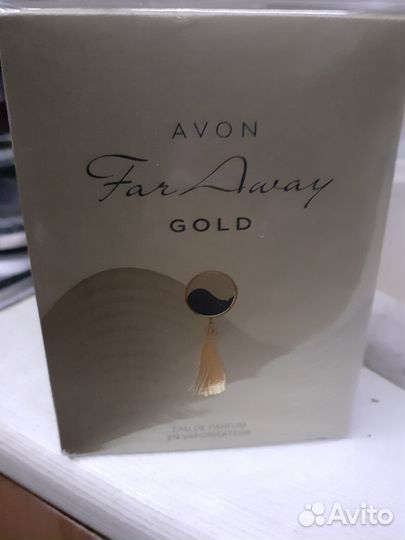 AVON
Far Away
GOLD
EAU DE PARFUM
EN VAPORISATEUR
Avito